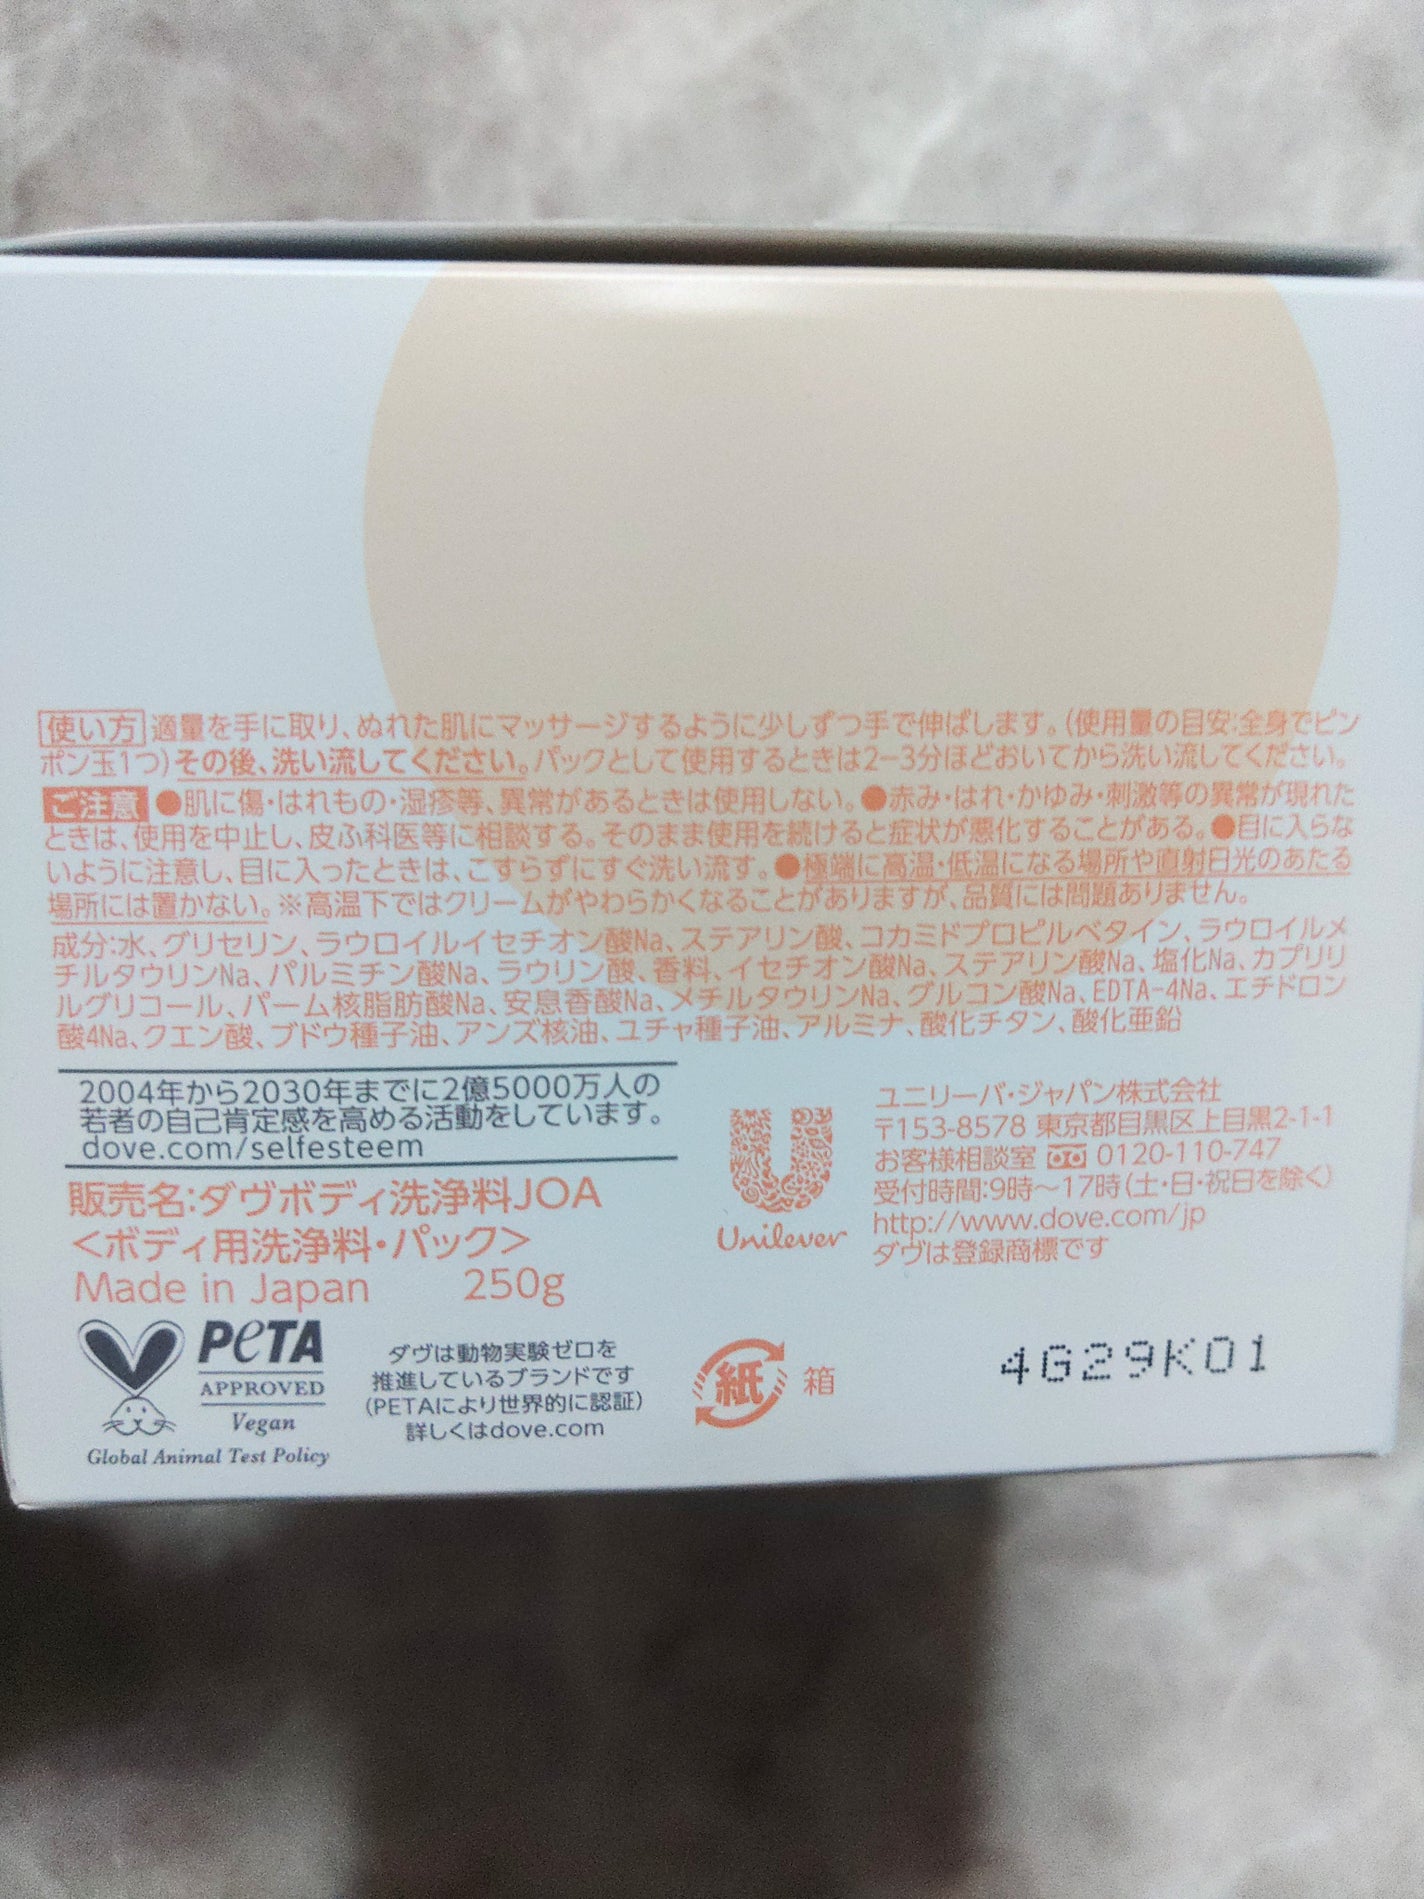 使い方 適量を手に取り、ぬれた肌にマッサージするように少しずつ手で伸ばします。(使用量の目安:全身でピン
ポン玉1つ)その後、洗い流してください。パックとして使用するときは2-3分ほどおいてから洗い流してください。
ご注意 ●肌に傷・はれもの・湿疹等、異常があるときは使用しない。●赤み・はれ・かゆみ・刺激等の異常が現れた
ときは、使用を中止し、皮ふ科医等に相談する。そのまま使用を続けると症状が悪化することがある。●目に入らな
いように注意し、目に入ったときは、こすらずにすぐ洗い流す。●極端に高温・低温になる場所や直射日光のあたる
場所には置かない。※高温下ではクリームがやわらかくなることがありますが、品質には問題ありません。
成分:水、グリセリン、ラウロイルイセチオン酸Na、ステアリン酸、コカミドプロピルベタイン、ラウロイルメ
チルタウリンNa、パルミチン酸Na、ラウリン酸、香料、イセチオン酸Na、ステアリン酸Na、塩化Na、カプリリ
ルグリコール、パーム核脂肪酸Na、安息香酸Na、メチルタウリンNa、グルコン酸Na、EDTA-4Na、エチドロン
酸4Na、クエン酸、ブドウ種子油、アンズ核油、ユチャ種子油、アルミナ、酸化チタン、酸化亜鉛
2004年から2030年までに2億5000万人の
若者の自己肯定感を高める活動をしています。
dove.com/selfesteem
販売名:ダヴボディ洗浄料JOA
<ボディ用洗浄料・パック>
Made in Japan 250g
Unilever
ユニリーバ・ジャパン株式会社
〒153-8578 東京都目黒区上目黒2-1-1
お客様相談室 0120-110-747
受付時間:9時~17時(土・日・祝日を除く)
http://www.dove.com/jp
ダヴは登録商標です
PETA
APPROVED
Vegan
Global Animal Test Policy
ダヴは動物実験ゼロを
推進しているブランドです
(PETAにより世界的に認証)
詳しくはdove.com
紙 箱
4G29K01